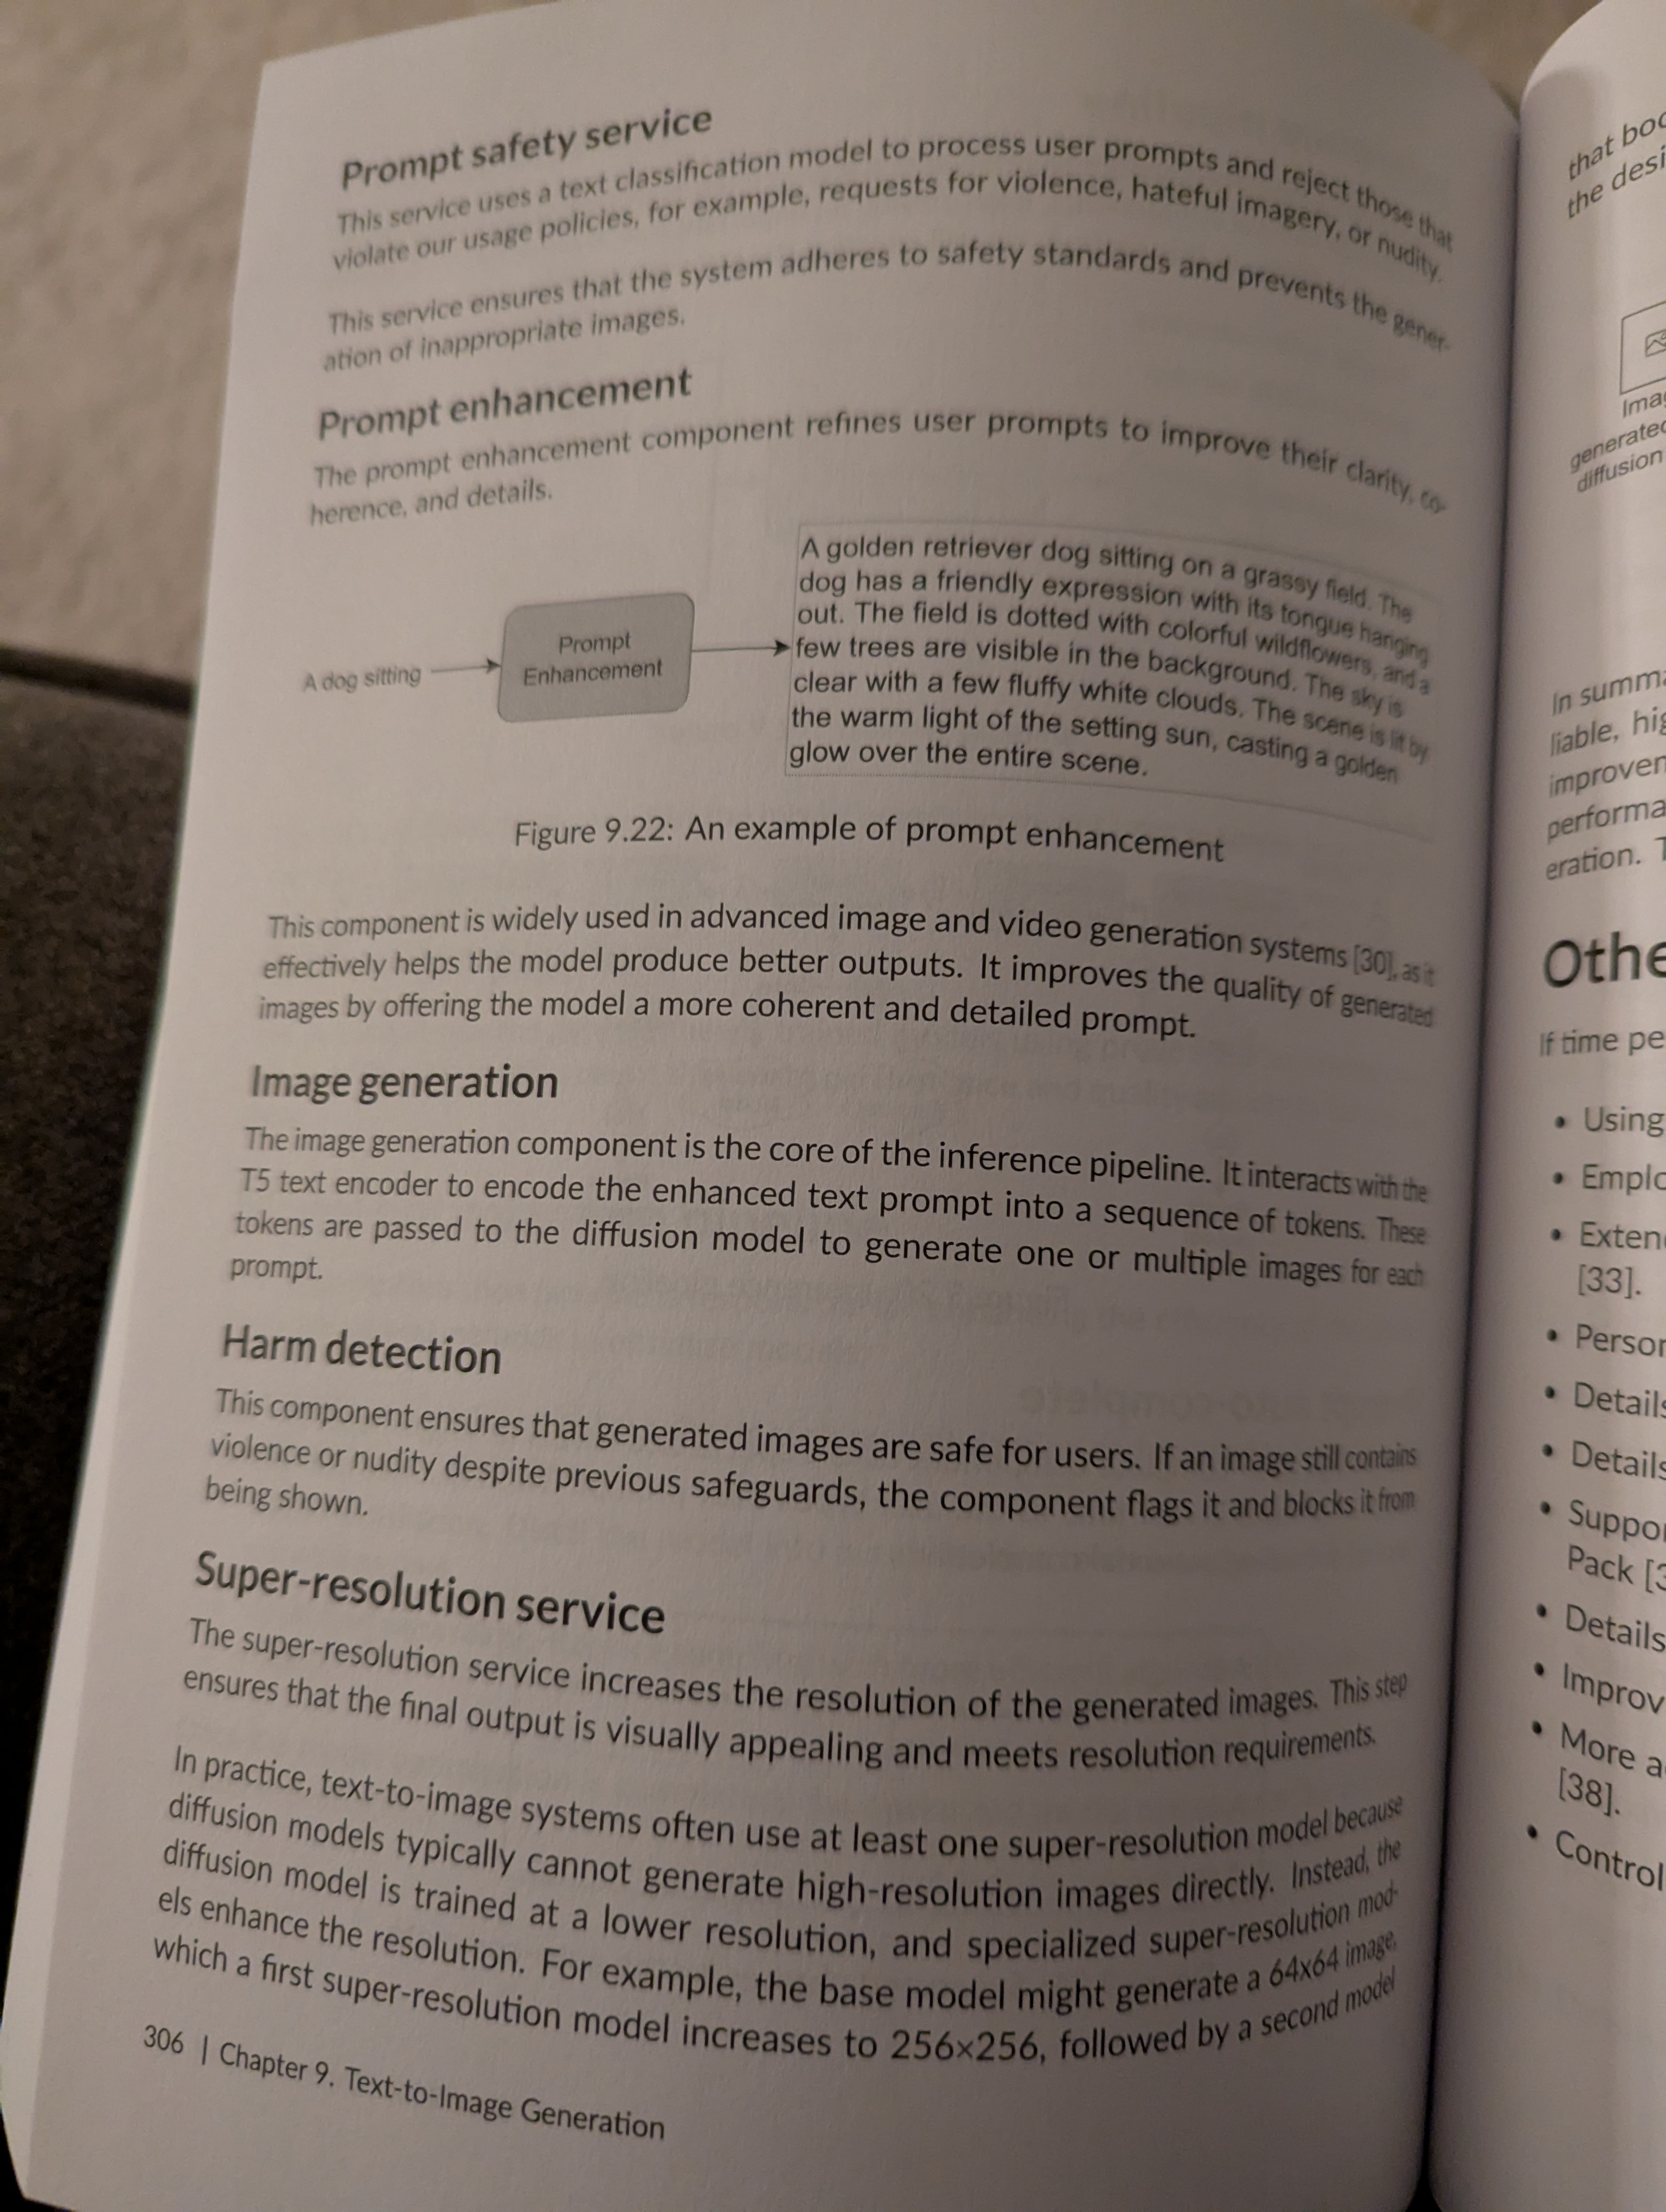 Prompt safety service
This service uses a text classification model to process user prompts and reject those that
violate our usage policies, for example, requests for violence, hateful imagery, or nudity.
This service ensures that the system adheres to safety standards and prevents the gener-
ation of inappropriate images.
Prompt enhancement
The prompt enhancement component refines user prompts to improve their clarity, co-
herence, and details.
A dog sitting
Prompt
Enhancement
A golden retriever dog sitting on a grassy field. The
dog has a friendly expression with its tongue hanging
out. The field is dotted with colorful wildflowers, and a
few trees are visible in the background. The sky is
clear with a few fluffy white clouds. The scene is lit by
the warm light of the setting sun, casting a golden
glow over the entire scene.
Figure 9.22: An example of prompt enhancement
This component is widely used in advanced image and video generation systems [30], as it
effectively helps the model produce better outputs. It improves the quality of generated
images by offering the model a more coherent and detailed prompt.
Image generation
The image generation component is the core of the inference pipeline. It interacts with the
T5 text encoder to encode the enhanced text prompt into a sequence of tokens. These
tokens are passed to the diffusion model to generate one or multiple images for each
prompt.
Harm detection
This component ensures that generated images are safe for users. If an image still contains
violence or nudity despite previous safeguards, the component flags it and blocks it from
being shown.
Super-resolution service
The super-resolution service increases the resolution of the generated images. This step
ensures that the final output is visually appealing and meets resolution requirements.
In practice, text-to-image systems often use at least one super-resolution model because
diffusion models typically cannot generate high-resolution images directly. Instead, the
diffusion model is trained at a lower resolution, and specialized super-resolution mod-
els enhance the resolution. For example, the base model might generate a 64x64 image,
which a first super-resolution model increases to 256×256, followed by a second model
306 | Chapter 9. Text-to-Image Generation
that
the
generated
diffusion
In
liable,
eration.
If time
• Using
[33].
• Details
• Details
Pack
• Details
• More
[38].